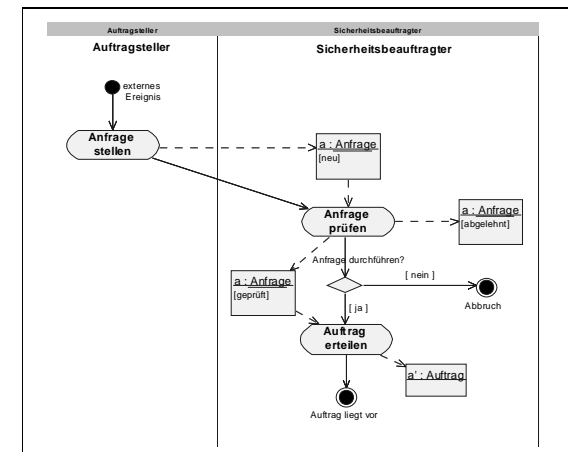 Auftragsteller
Sicherheitsbeauftragter
Auftragsteller
Sicherheitsbeauftragter
externes
Ereignis
Anfrage
stellen
a : Anfrage
[neu]
Anfrage
prüfen
a : Anfrage
[abgelehnt]
Anfrage durchführen?
a : Anfrage
[geprüft]
[ nein ]
Abbruch
[ ja ]
Auftrag
erteilen
a' : Auftrag
Auftrag liegt vor